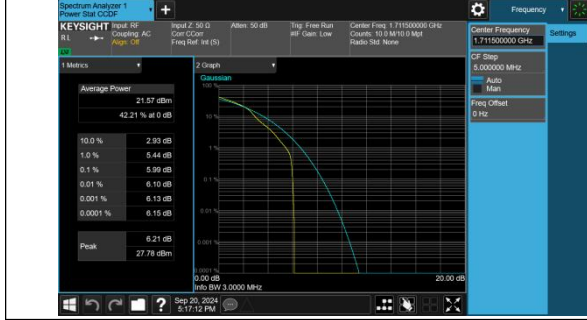 Spectrum Analyzer 1
Power Stat CCDF
Frequency
KEYSIGHT
RL
Input: RF
Coupling: AC
Align: Off
Input Z: 50 Ω
Corr CCorr
Freq Ref: Int (S)
Atten: 50 dB
Trig: Free Run
#IF Gain: Low
Center Freq: 1.711500000 GHz
Counts: 10.0 M/10.0 Mpt
Radio Std: None
Center Frequency
1.711500000 GHz
Settings
CF Step
5.000000 MHz
Auto
Man
Freq Offset
0 Hz
1 Metrics
2 Graph
Average Power
21.57 dBm
42.21 % at 0 dB
10.0 % 2.93 dB
1.0 % 5.44 dB
0.1 % 5.99 dB
0.01 % 6.10 dB
0.001 % 6.13 dB
0.0001 % 6.15 dB
Peak 6.21 dB
27.78 dBm
Gaussian
100 %
10 %
1 %
0.1 %
0.01 %
0.001 %
0.0001 %
0.00 dB 20.00 dB
Info BW 3.0000 MHz
?
Sep 20, 2024
5:17:12 PM